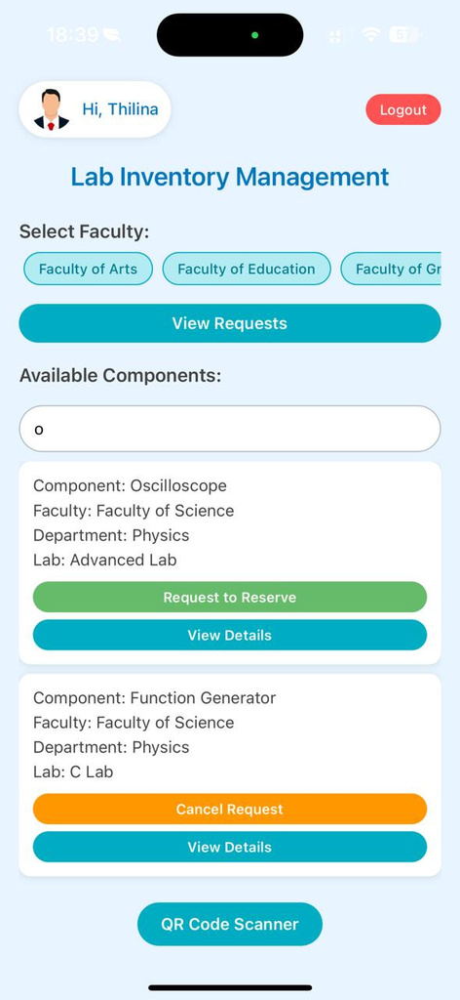 18:39
67
Hi, Thilina
Logout
Lab Inventory Management
Select Faculty:
Faculty of Arts
Faculty of Education
Faculty of Gr
View Requests
Available Components:
o
Component: Oscilloscope
Faculty: Faculty of Science
Department: Physics
Lab: Advanced Lab
Request to Reserve
View Details
Component: Function Generator
Faculty: Faculty of Science
Department: Physics
Lab: C Lab
Cancel Request
View Details
QR Code Scanner